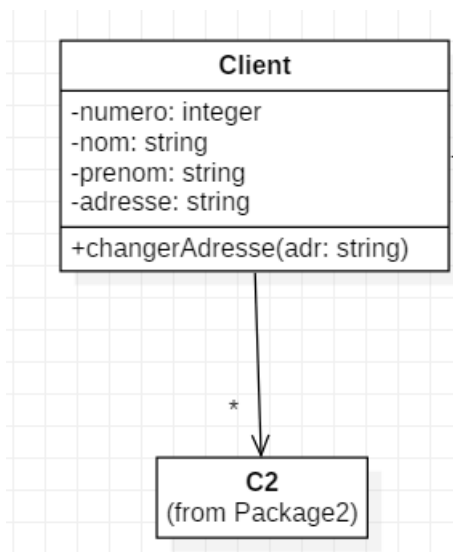 Client
-numero: integer
-nom: string
-prenom: string
-adresse: string
+changerAdresse(adr: string)
*
C2
(from Package2)